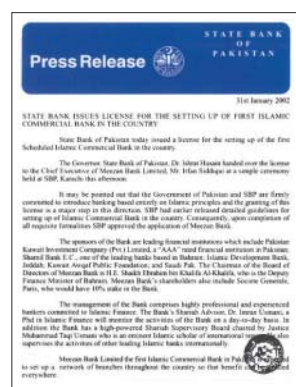 STATE BANK
OF
PAKISTAN
Press Release
31st January 2002
STATE BANK ISSUES LICENSE FOR THE SETTING UP OF FIRST ISLAMIC
COMMERCIAL BANK IN THE COUNTRY
State Bank of Pakistan today issued a license for the setting up of the first
Scheduled Islamic Commercial Bank in the country.
The Governor, State Bank of Pakistan, Dr. Ishrat Husain handed over the license
to the Chief Executive of Meezan Bank Limited, Mr. Irfan Siddiqui at a simple ceremony
held at SBP, Karachi this afternoon.
It may be pointed out that the Government of Pakistan and SBP are firmly
committed to introduce banking based entirely on Islamic principles and the granting of this
license is a major step in this direction. SBP had earlier released detailed guidelines for
setting up of Islamic Commercial Bank in the country. Consequently, upon completion of
all requisite formalities SBP approved the application of Meezan Bank.
The sponsors of the Bank are leading financial institutions which include Pakistan
Kuwait Investment Company (Pvt) Limited, a "AAA" rated financial institution in Pakistan;
Shamil Bank E.C., one of the leading banks based in Bahrain; Islamic Development Bank,
Jeddah; Kuwait Awqaf Public Foundation; and Saudi Pak. The Chairman of the Board of
Directors of Meezan Bank is H.E. Shaikh Ebrahim bin Khalifa Al-Khalifa, who is the Deputy
Finance Minister of Bahrain. Meezan Bank's shareholders also include Societe Generale,
Paris, who would have 10% stake in the Bank.
The management of the Bank comprises highly professional and experienced
bankers committed to Islamic Finance. The Bank's Shariah Advisor, Dr. Imran Usmani, a
Phd in Islamic Finance will monitor the activities of the Bank on a day-to-day basis. In
addition the Bank has a high-powered Shariah Supervisory Board chaired by Justice
Muhammad Taqi Usmani who is an eminent Islamic scholar of international
supervises the activities of other leading Islamic banks internationally.
Meezan Bank Limited the first Islamic Commercial Bank in
to set up a network of branches throughout the country so that benefit can
everywhere.